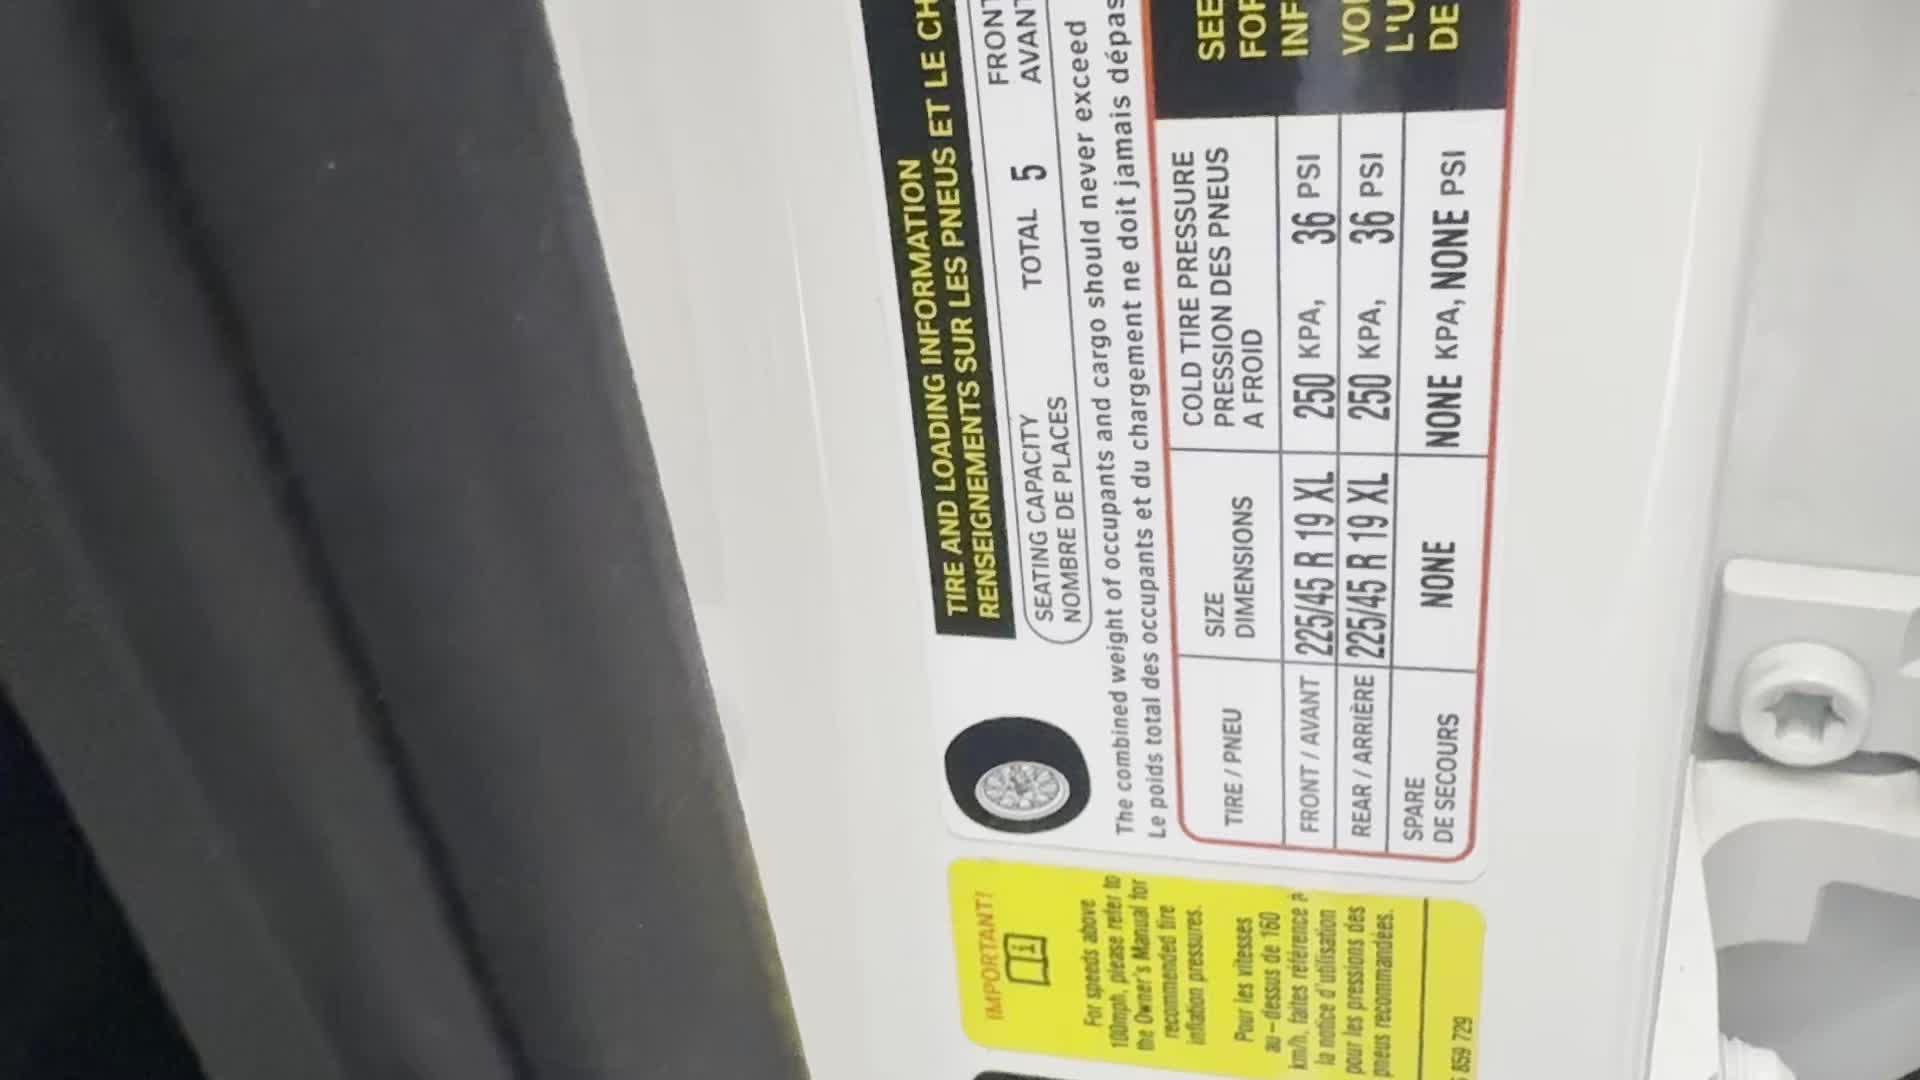 TIRE AND LOADING INFORMATION
RENSEIGNEMENTS SUR LES PNEUS ET LE
SEATING CAPACITY
NOMBRE DE PLACES
TOTAL 5
FRONT
AVANT
The combined weight of occupants and cargo should never exceed
Le poids total des occupants et du chargement ne doit jamais
TIRE / PNEU
SIZE
DIMENSIONS
COLD TIRE PRESSURE
PRESSION DES PNEUS
A FROID
SEE
FOR
VOI
L'U
DE
FRONT / AVANT 225/45 R 19 XL 250 KPA, 36 PSI
REAR / ARRIÈRE 225/45 R 19 XL 250 KPA, 36 PSI
SPARE
DE SECOURS
NONE
NONE KPA, NONE PSI
IMPORTANT!
For speeds above
100mph, please refer to
the Owner's Manual for
recommended tire
inflation pressures.
Pour les vitesses
au-dessus de 160
km/h, faites référence à
la notice d'utilisation
pour les pressions des
pneus recommandées.
859 729